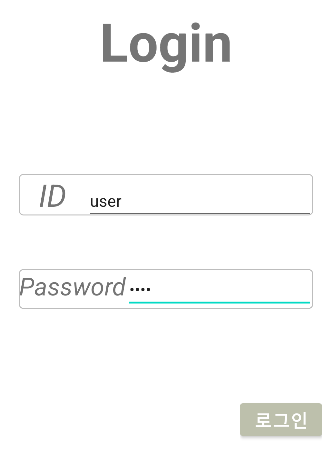 Login
ID user
Password ••••
로그인